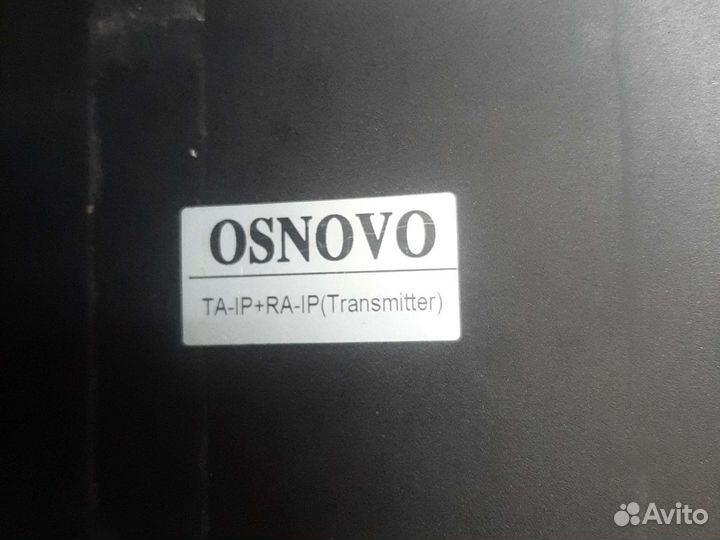 OSNOVO
TA-IP+RA-IP(Transmitter)
Avito